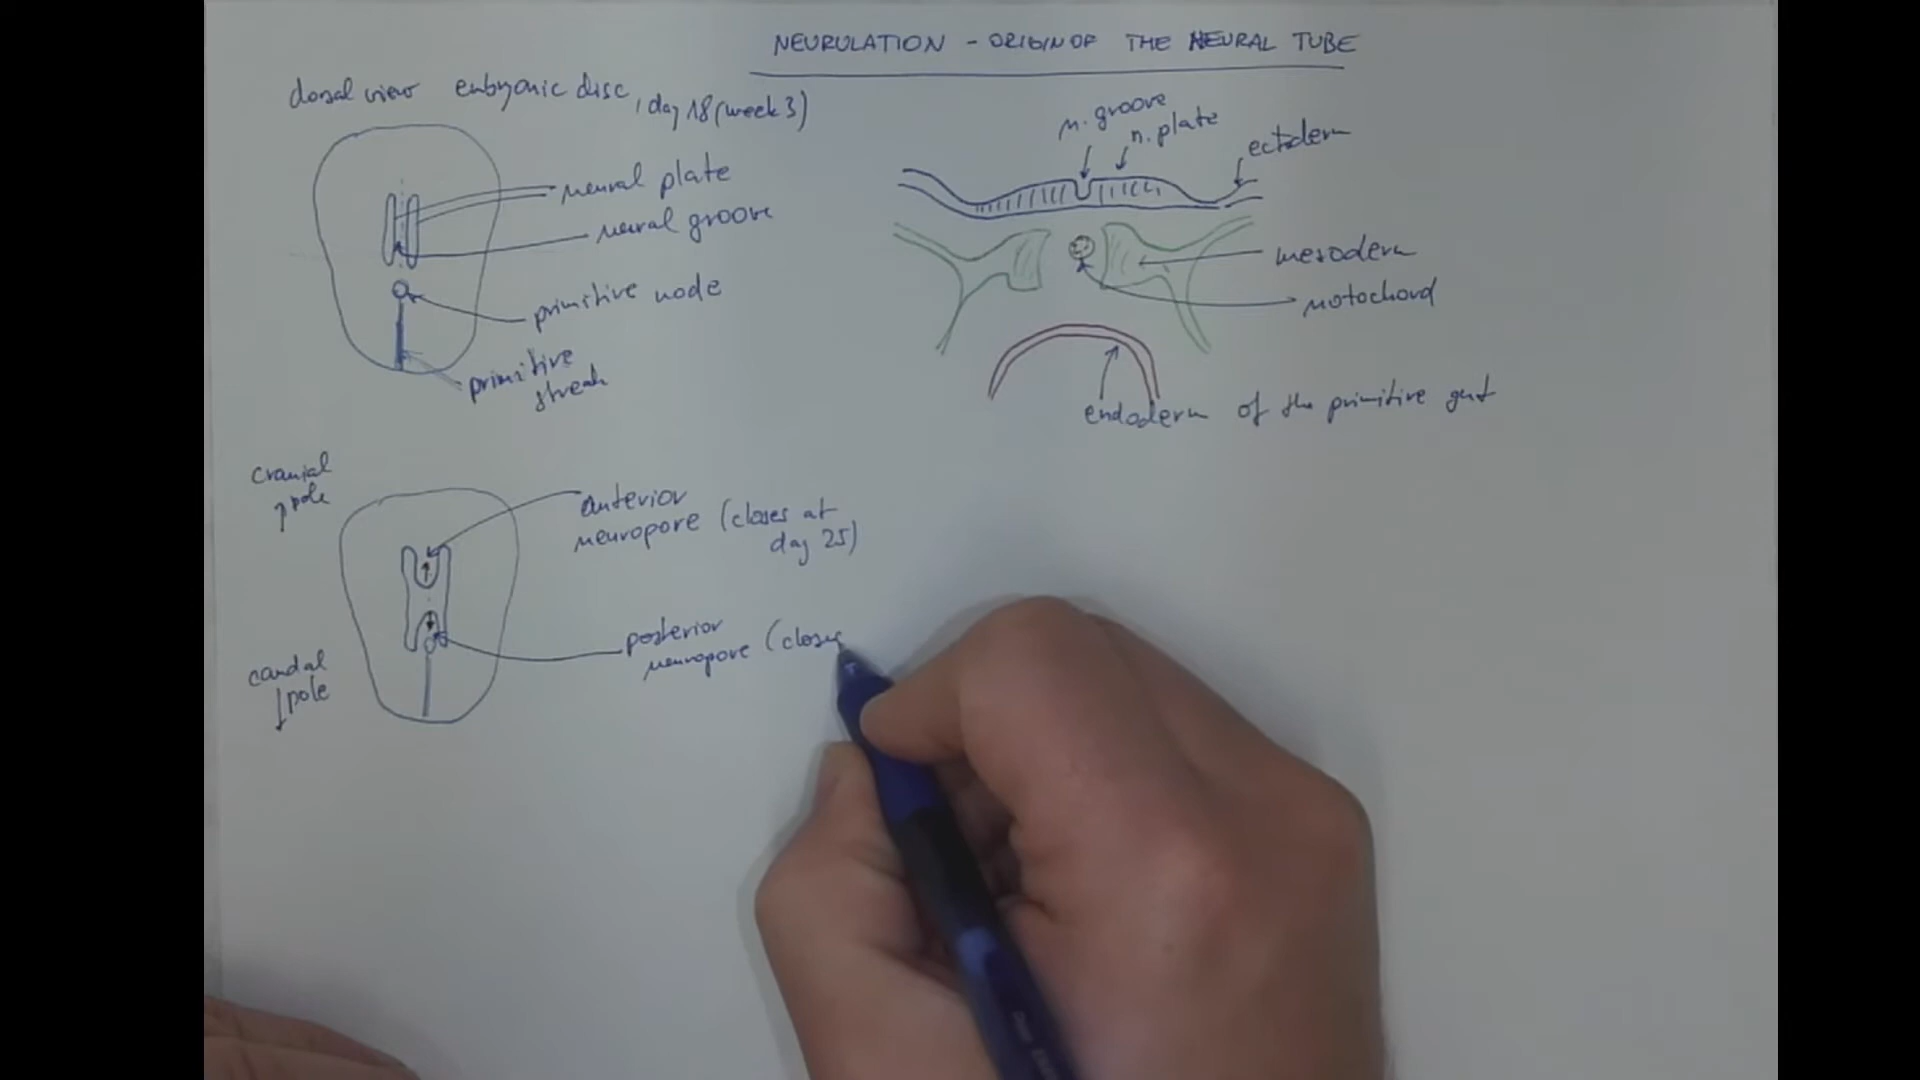 NEURULATION - ORIGIN OF THE NEURAL TUBE
dorsal view embryonic disc, day 18 (week 3)
neural plate
neural groove
primitive node
primitive
streak
n. groove
n. plate
ectoderm
mesoderm
notochord
endoderm of the primitive gut
cranial
pole
anterior
neuropore (closes at
day 25)
posterior
neuropore (closes
caudal
pole